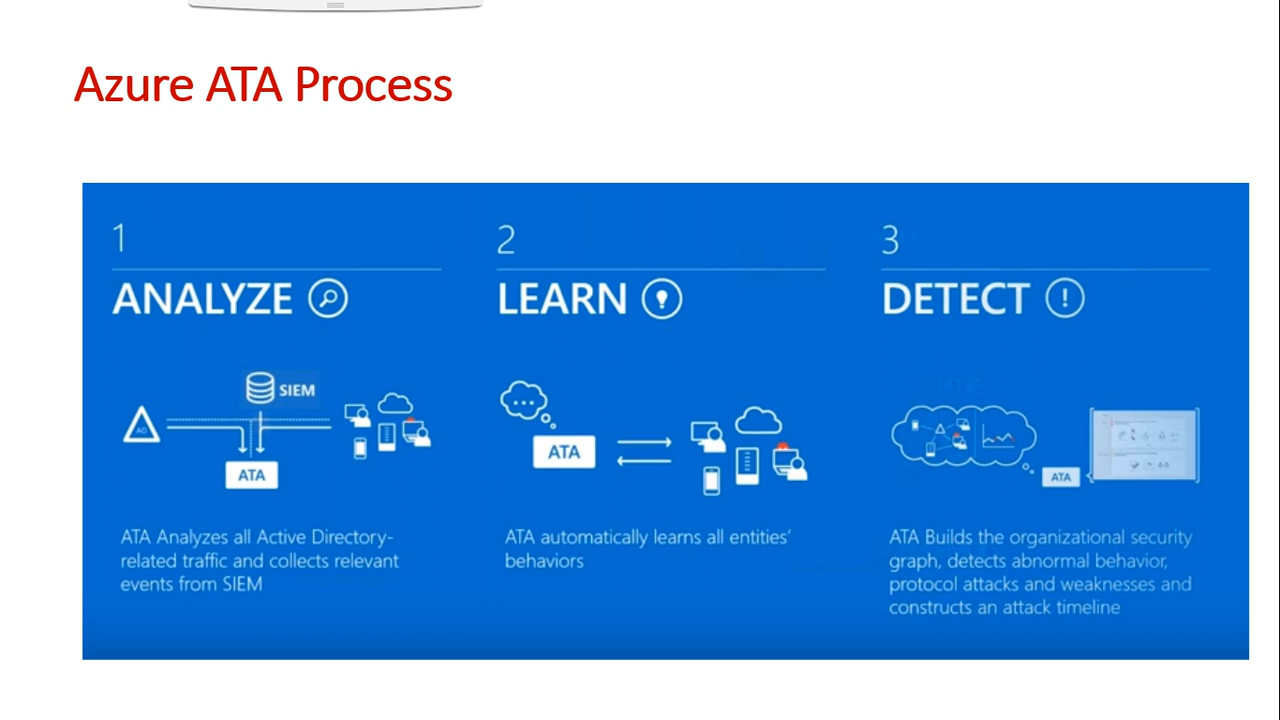 Azure ATA Process
1
ANALYZE
SIEM
AD
ATA
ATA Analyzes all Active Directory-
related traffic and collects relevant
events from SIEM
2
LEARN
...
ATA
ATA automatically learns all entities'
behaviors
3
DETECT !
ATA
ATA Builds the organizational security
graph, detects abnormal behavior,
protocol attacks and weaknesses and
constructs an attack timeline